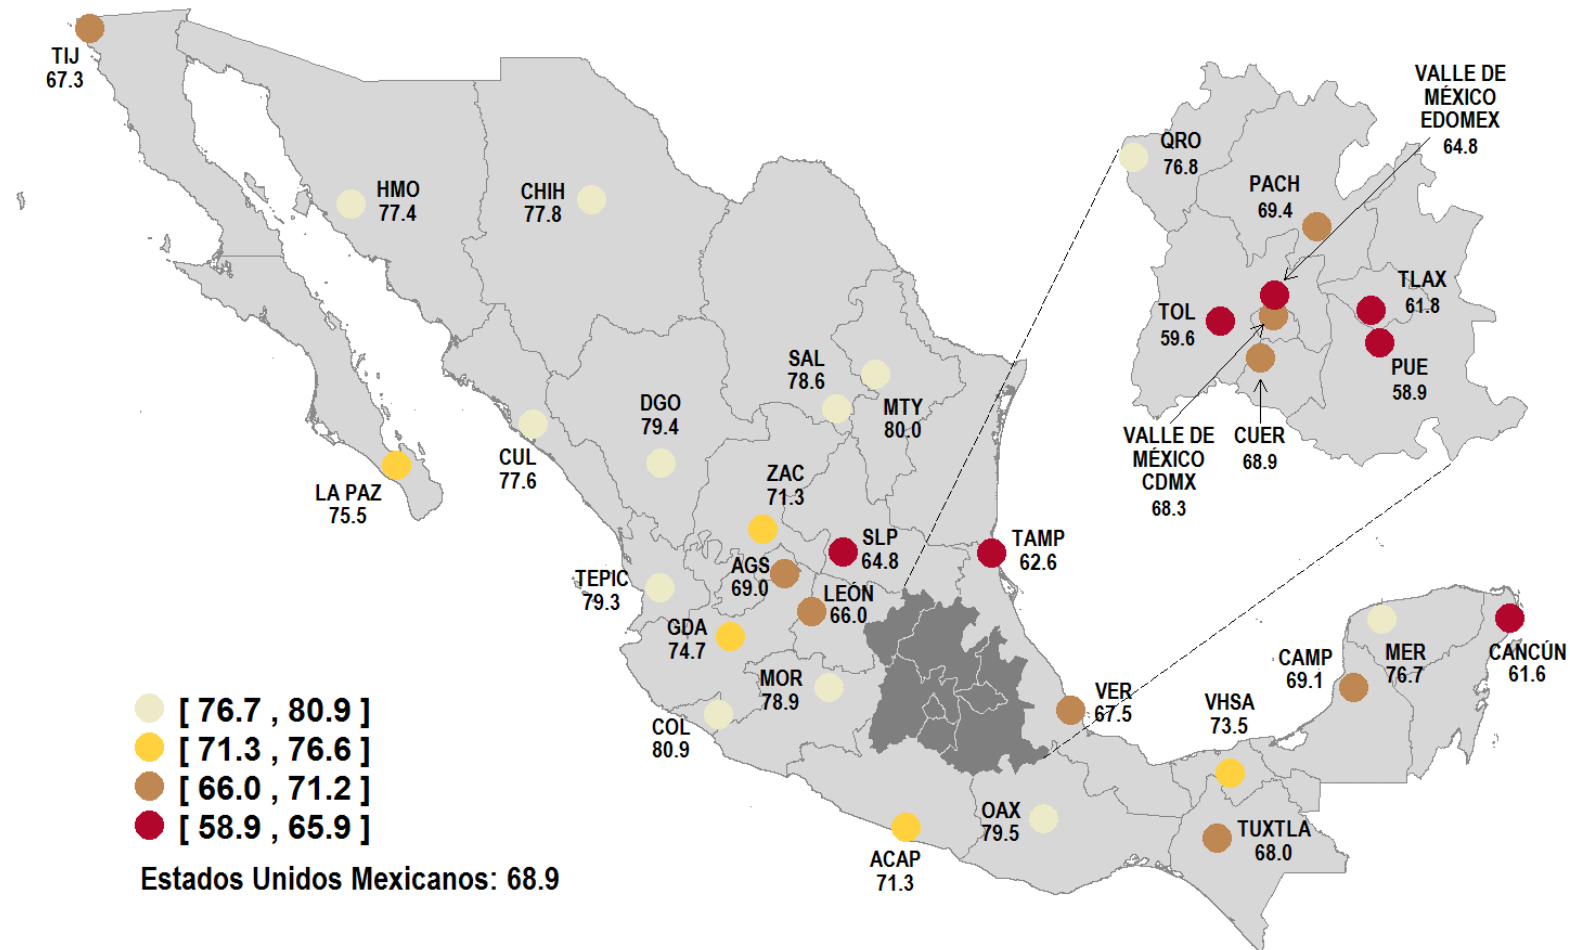 TIJ
67.3
HMO
77.4
CHIH
77.8
SAL
78.6
MTY
80.0
DGO
79.4
CUL
77.6
LA PAZ
75.5
ZAC
71.3
SLP
64.8
TAMP
62.6
AGS
69.0
TEPIC
79.3
LEÓN
66.0
GDA
74.7
MOR
78.9
COL
80.9
VER
67.5
ACAP
71.3
OAX
79.5
VHSA
73.5
TUXTLA
68.0
CAMP
69.1
MER
76.7
CANCÚN
61.6
VALLE DE
MÉXICO
EDOMEX
64.8
QRO
76.8
PACH
69.4
TLAX
61.8
TOL
59.6
PUE
58.9
VALLE DE
MÉXICO
CDMX
68.3
CUER
68.9
[ 76.7 , 80.9 ]
[ 71.3 , 76.6 ]
[ 66.0 , 71.2 ]
[ 58.9 , 65.9 ]
Estados Unidos Mexicanos: 68.9